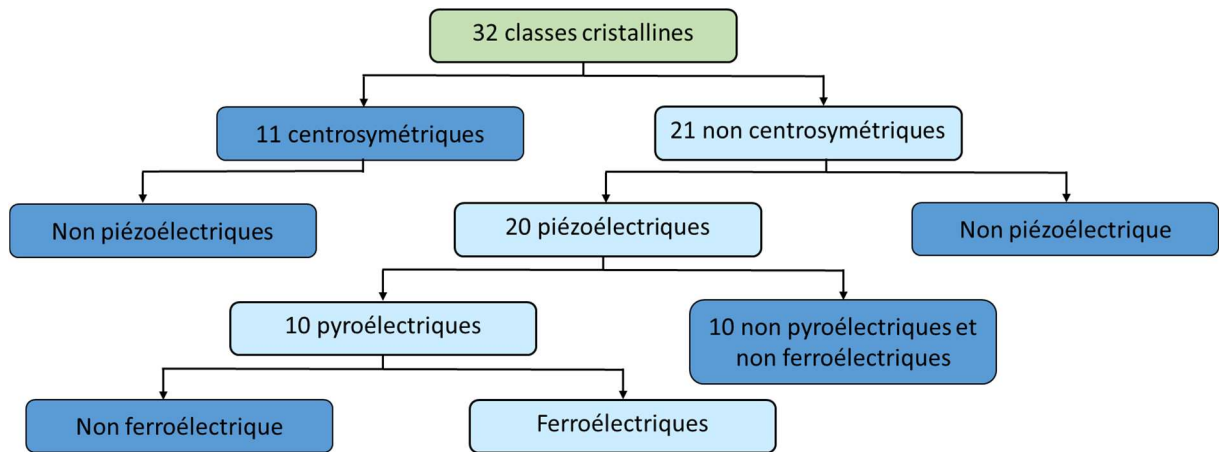 32 classes cristallines
11 centrosymétriques
21 non centrosymétriques
Non piézoélectriques
20 piézoélectriques
Non piézoélectrique
10 pyroélectriques
10 non pyroélectriques et
non ferroélectriques
Non ferroélectrique
Ferroélectriques